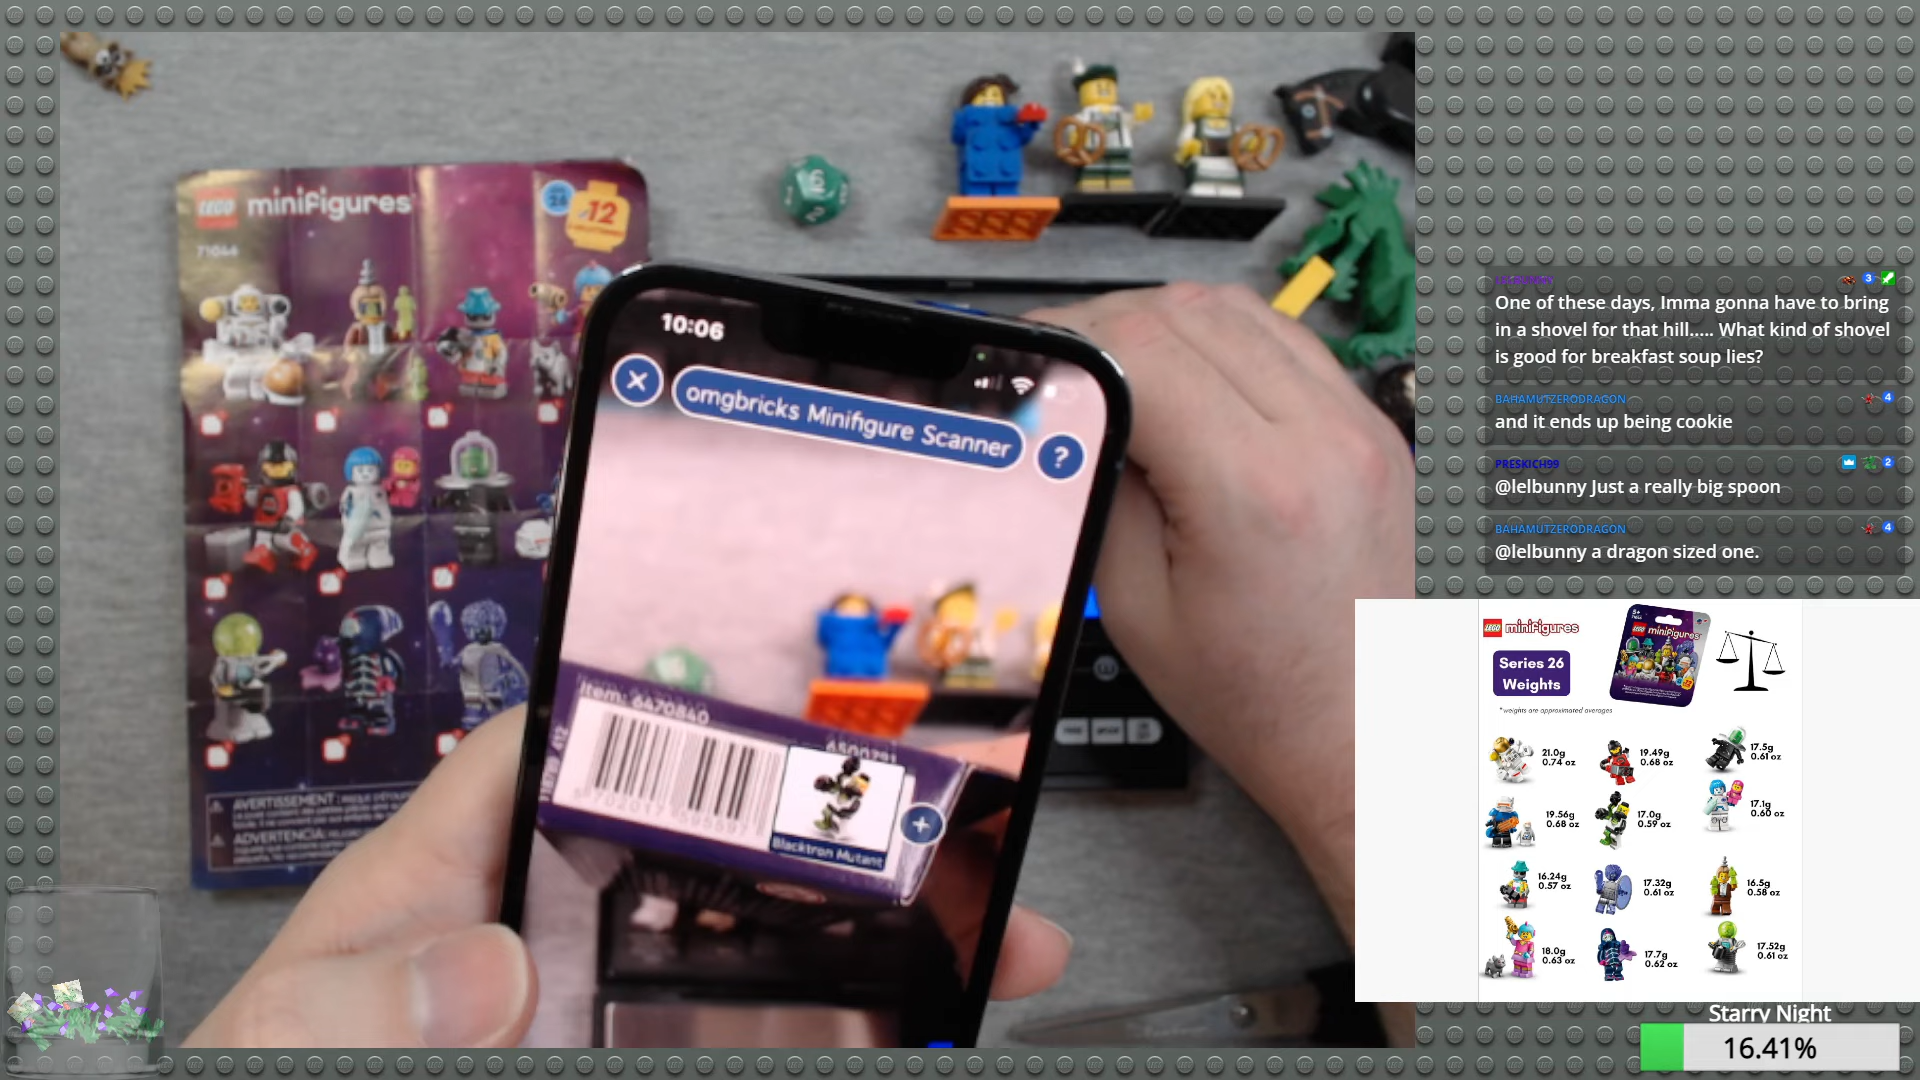 LEGO minifigures
71046
12
6
2
10:06
omgbricks Minifigure Scanner
?
Item: 6470840
6500791
Blacktron Mutant
AVERTISSEMENT
ADVERTENCIA:
One of these days, Imma gonna have to bring
in a shovel for that hill..... What kind of shovel
is good for breakfast soup lies?
BAHAMUTZERODRAGON
and it ends up being cookie
PRESKICH99
@lelbunny Just a really big spoon
BAHAMUTZERODRAGON
@lelbunny a dragon sized one.
LEGO minifigures
Series 26
Weights
*weights are approximated averages
21.0g
0.74 oz
19.49g
0.68 oz
17.5g
0.61 oz
19.56g
0.68 oz
17.0g
0.59 oz
17.1g
0.60 oz
16.24g
0.57 oz
17.32g
0.61 oz
16.5g
0.58 oz
18.0g
0.63 oz
17.7g
0.62 oz
17.52g
0.61 oz
Starry Night
16.41%